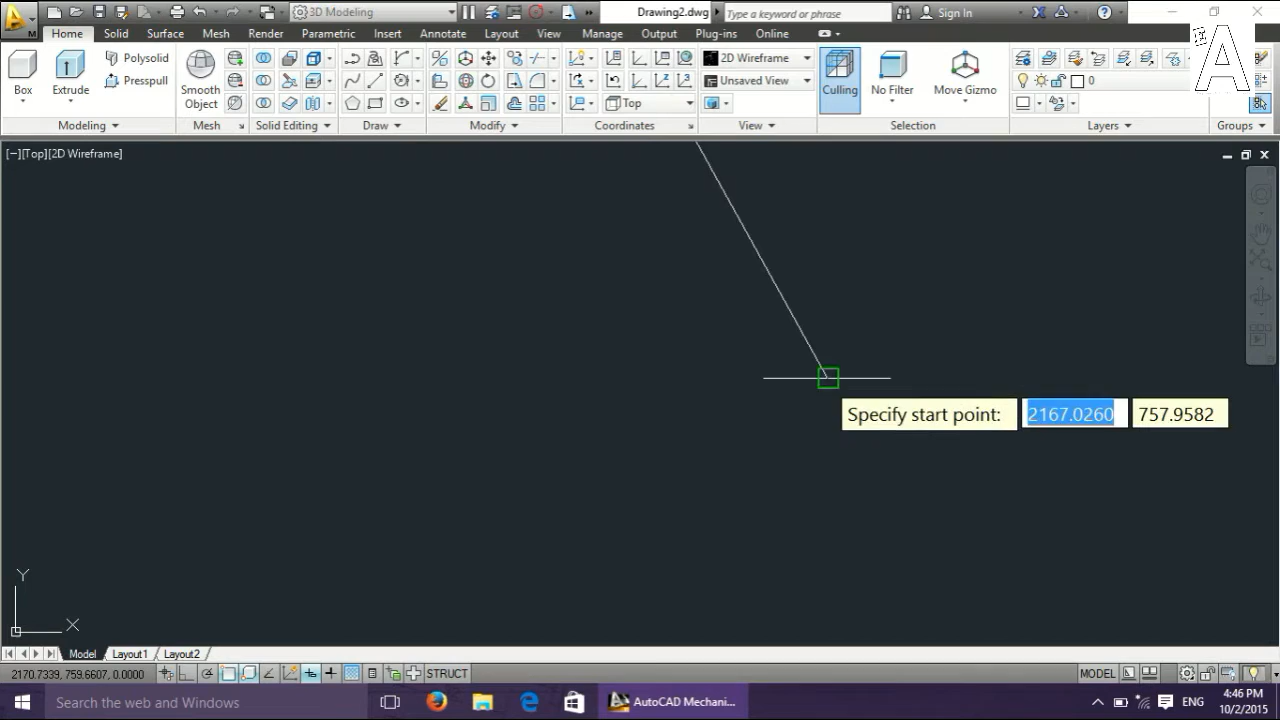 3D Modeling
Drawing2.dwg
Type a keyword or phrase
Sign In
Home Solid Surface Mesh Render Parametric Insert Annotate Layout View Manage Output Plug-ins Online
Box
Extrude
Polysolid
Presspull
Modeling
Smooth
Object
Mesh
Solid Editing
Draw
Modify
Top
Coordinates
2D Wireframe
Unsaved View
View
Culling
No Filter
Move Gizmo
Selection
0
Layers
Groups
A
[−][Top][2D Wireframe]
Specify start point: 2167.0260 757.9582
Y
X
Model Layout1 Layout2
2170.7339, 759.6607, 0.0000
STRUCT
MODEL
Search the web and Windows
AutoCAD Mechani...
ENG
4:46 PM
10/2/2015